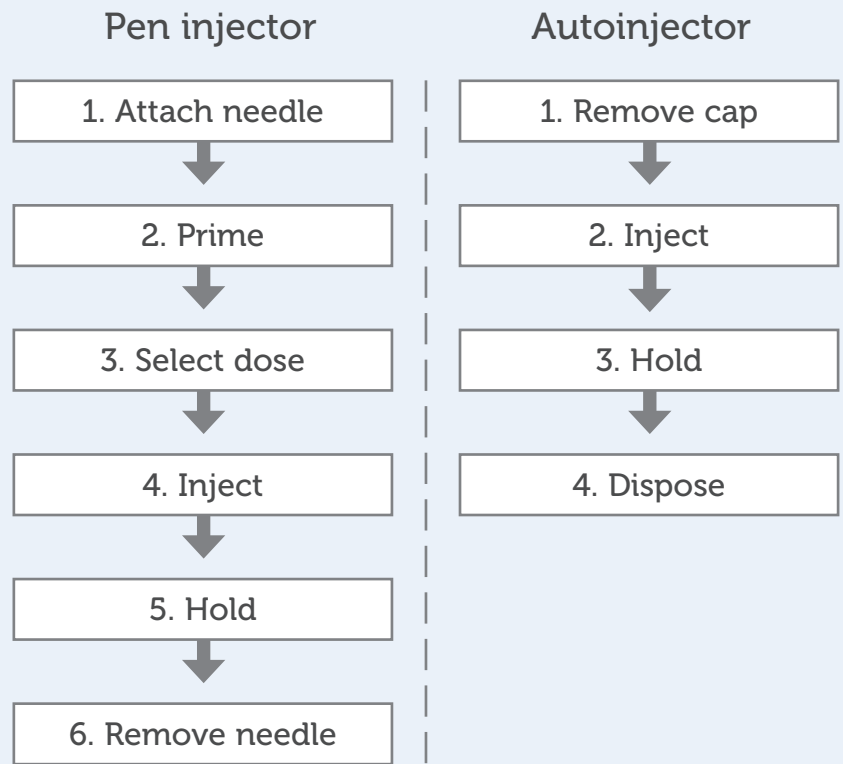 Pen injector
1. Attach needle
2. Prime
3. Select dose
4. Inject
5. Hold
6. Remove needle
Autoinjector
1. Remove cap
2. Inject
3. Hold
4. Dispose